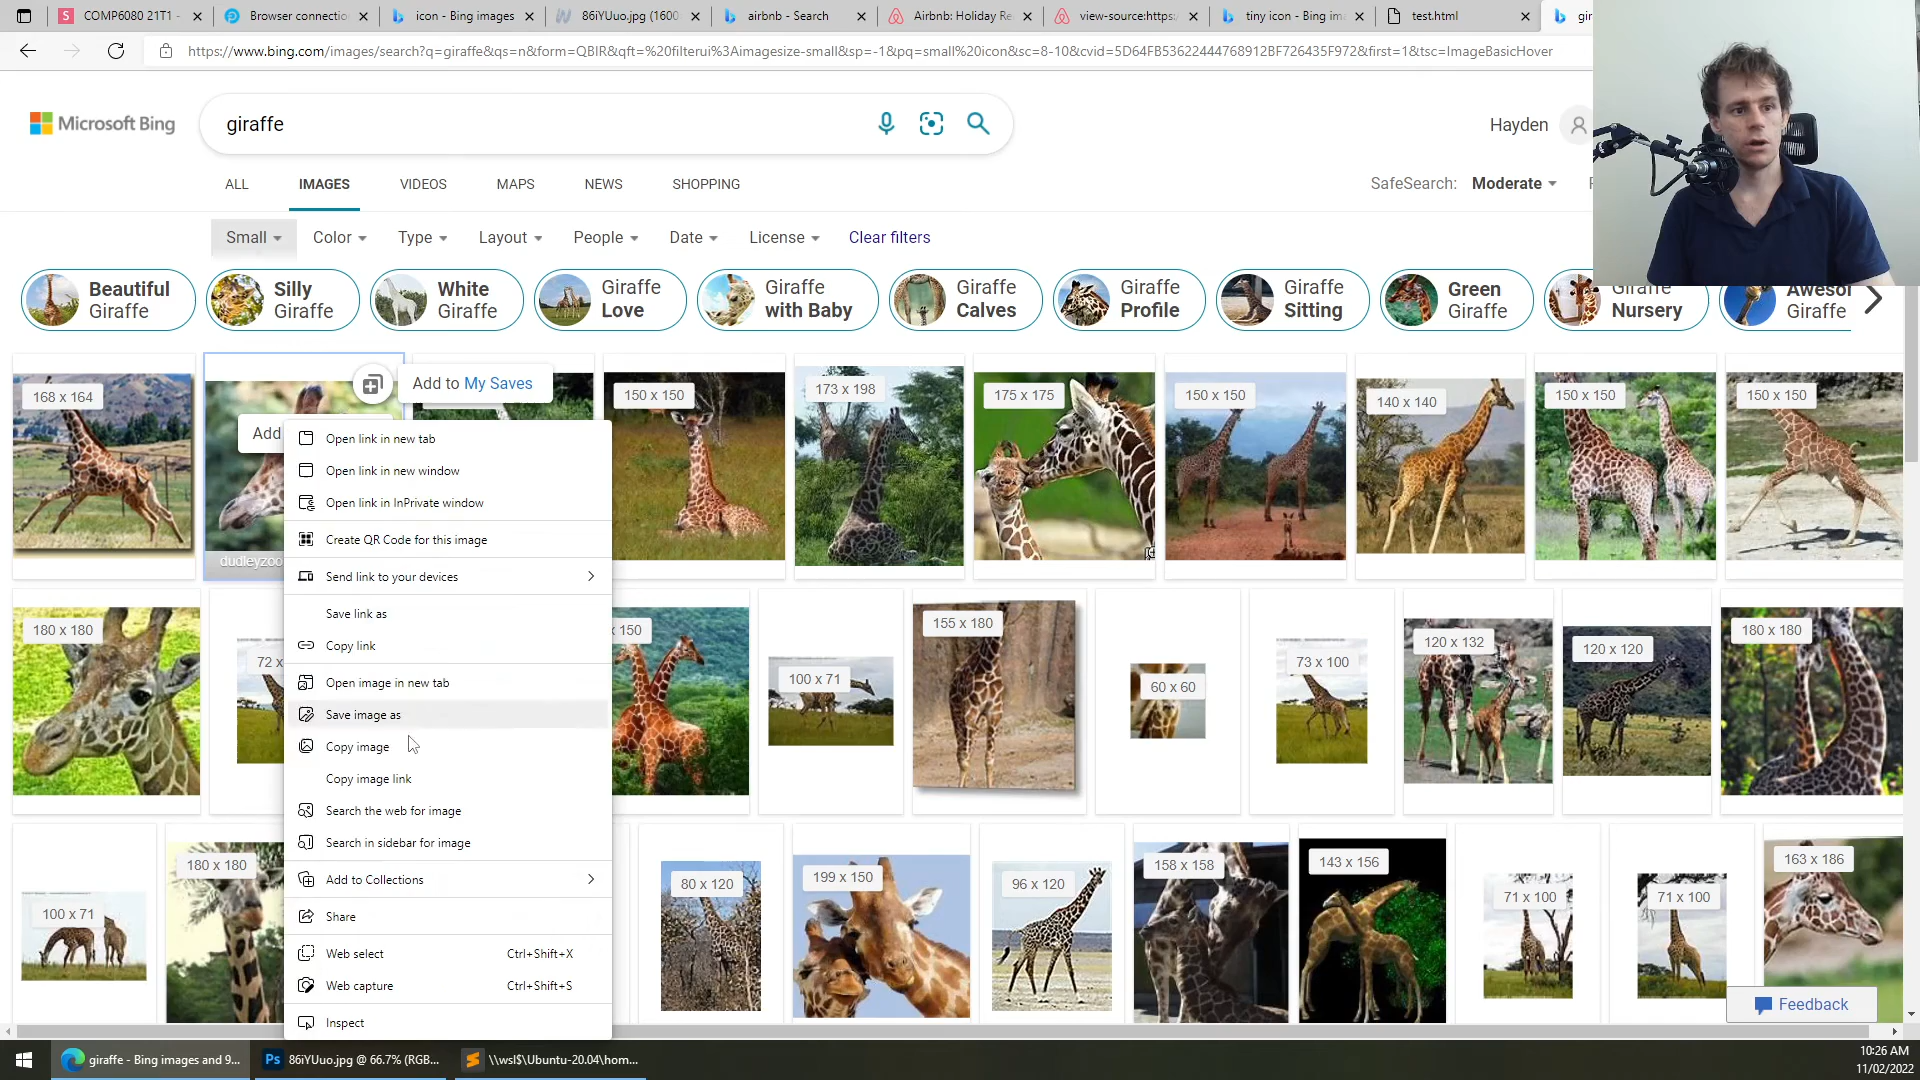 COMP6080 21T1 -
Browser connectio
icon - Bing images
86iYUuo.jpg (1600
airbnb - Search
Airbnb: Holiday Re
view-source:https:/
tiny icon - Bing im
test.html
gir
https://www.bing.com/images/search?q=giraffe&qs=n&form=QBIR&qft=%20filterui%3Aimagesize-small&sp=-1&pq=small%20icon&sc=8-10&cvid=5D64FB53622444768912BF726435F972&first=1&tsc=ImageBasicHover
Microsoft Bing
giraffe
Hayden
ALL
IMAGES
VIDEOS
MAPS
NEWS
SHOPPING
SafeSearch: Moderate
Small
Color
Type
Layout
People
Date
License
Clear filters
Beautiful
Giraffe
Silly
Giraffe
White
Giraffe
Giraffe
Love
Giraffe
with Baby
Giraffe
Calves
Giraffe
Profile
Giraffe
Sitting
Green
Giraffe
Giraffe
Nursery
Awesor
Giraffe
168 x 164
Add to My Saves
150 x 150
173 x 198
175 x 175
150 x 150
140 x 140
150 x 150
150 x 150
Add
dudleyzoo
Open link in new tab
Open link in new window
Open link in InPrivate window
Create QR Code for this image
Send link to your devices
Save link as
Copy link
Open image in new tab
Save image as
Copy image
Copy image link
Search the web for image
Search in sidebar for image
Add to Collections
Share
Web select Ctrl+Shift+X
Web capture Ctrl+Shift+S
Inspect
180 x 180
72 x
x 150
100 x 71
155 x 180
60 x 60
73 x 100
120 x 132
120 x 120
180 x 180
100 x 71
180 x 180
80 x 120
199 x 150
96 x 120
158 x 158
143 x 156
71 x 100
71 x 100
163 x 186
Feedback
giraffe - Bing images and 9...
Ps
86iYUuo.jpg @ 66.7% (RGB...
\\wsl$\Ubuntu-20.04\hom...
10:26 AM
11/02/2022